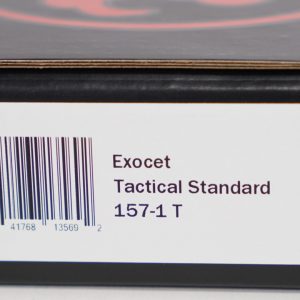 Exocet
Tactical Standard
157-1 T
41768 13569 2